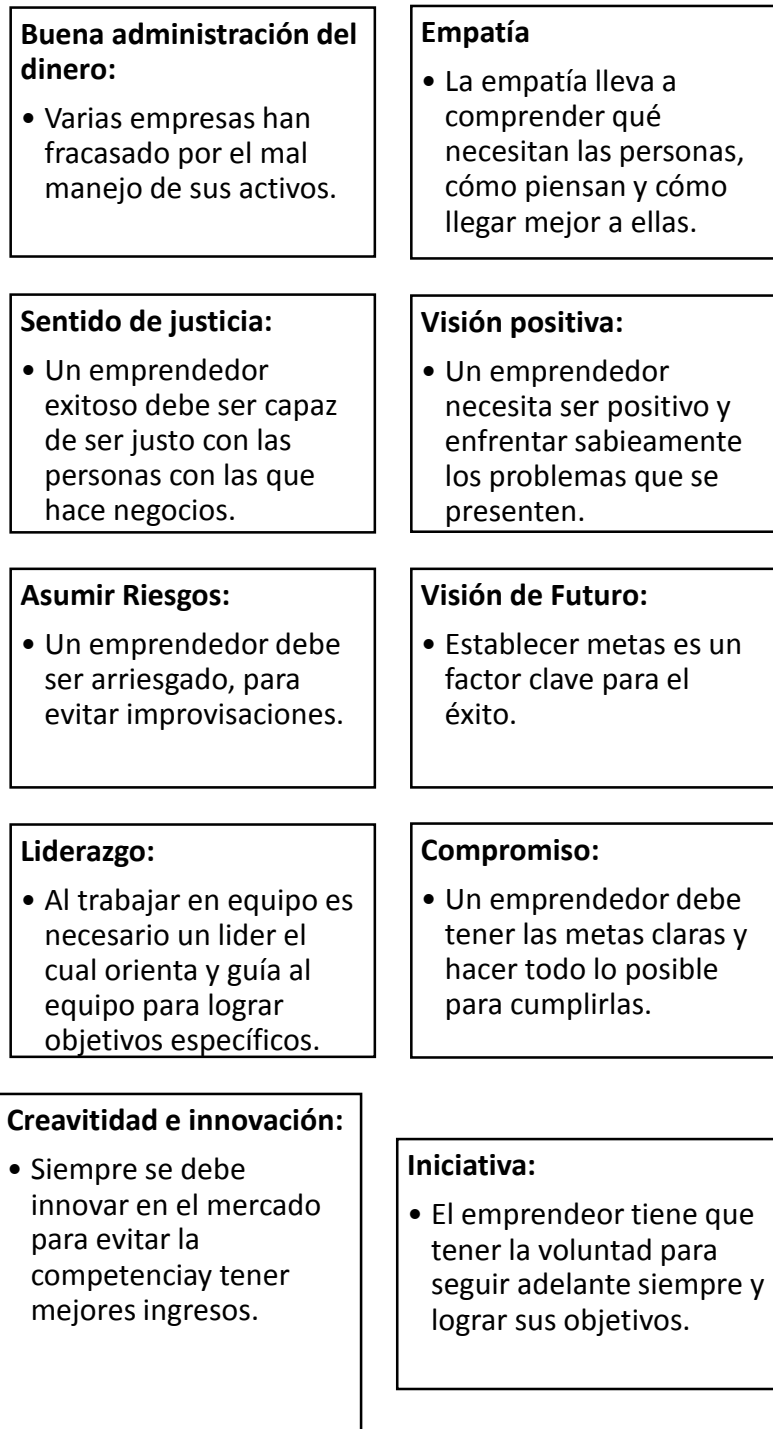 Buena administración del
dinero:
• Varias empresas han
fracasado por el mal
manejo de sus activos.
Empatía
• La empatía lleva a
comprender qué
necesitan las personas,
cómo piensan y cómo
llegar mejor a ellas.
Sentido de justicia:
• Un emprendedor
exitoso debe ser capaz
de ser justo con las
personas con las que
hace negocios.
Visión positiva:
• Un emprendedor
necesita ser positivo y
enfrentar sabieamente
los problemas que se
presenten.
Asumir Riesgos:
• Un emprendedor debe
ser arriesgado, para
evitar improvisaciones.
Visión de Futuro:
• Establecer metas es un
factor clave para el
éxito.
Liderazgo:
• Al trabajar en equipo es
necesario un lider el
cual orienta y guía al
equipo para lograr
objetivos específicos.
Compromiso:
• Un emprendedor debe
tener las metas claras y
hacer todo lo posible
para cumplirlas.
Creavitidad e innovación:
• Siempre se debe
innovar en el mercado
para evitar la
competenciay tener
mejores ingresos.
Iniciativa:
• El emprendeor tiene que
tener la voluntad para
seguir adelante siempre y
lograr sus objetivos.